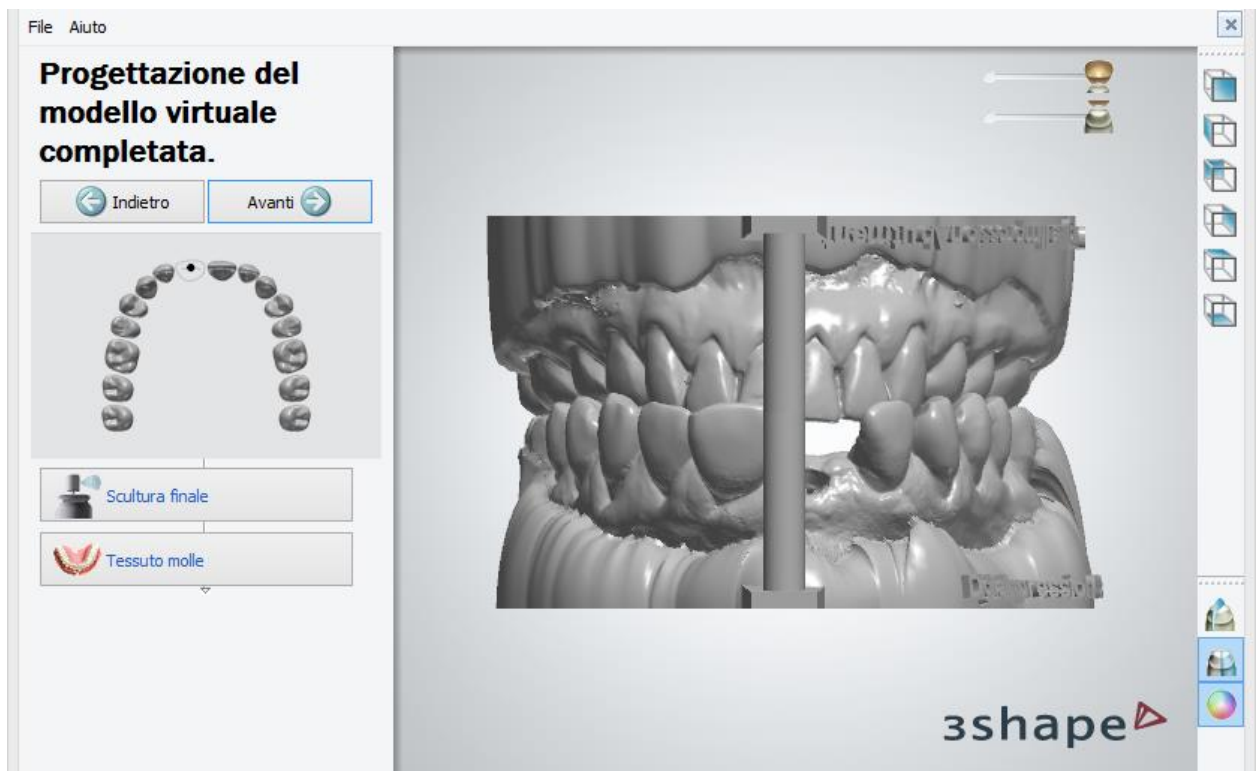 File Aiuto
Progettazione del
modello virtuale
completata.
Indietro Avanti
Scultura finale
Tessuto molle
3shape